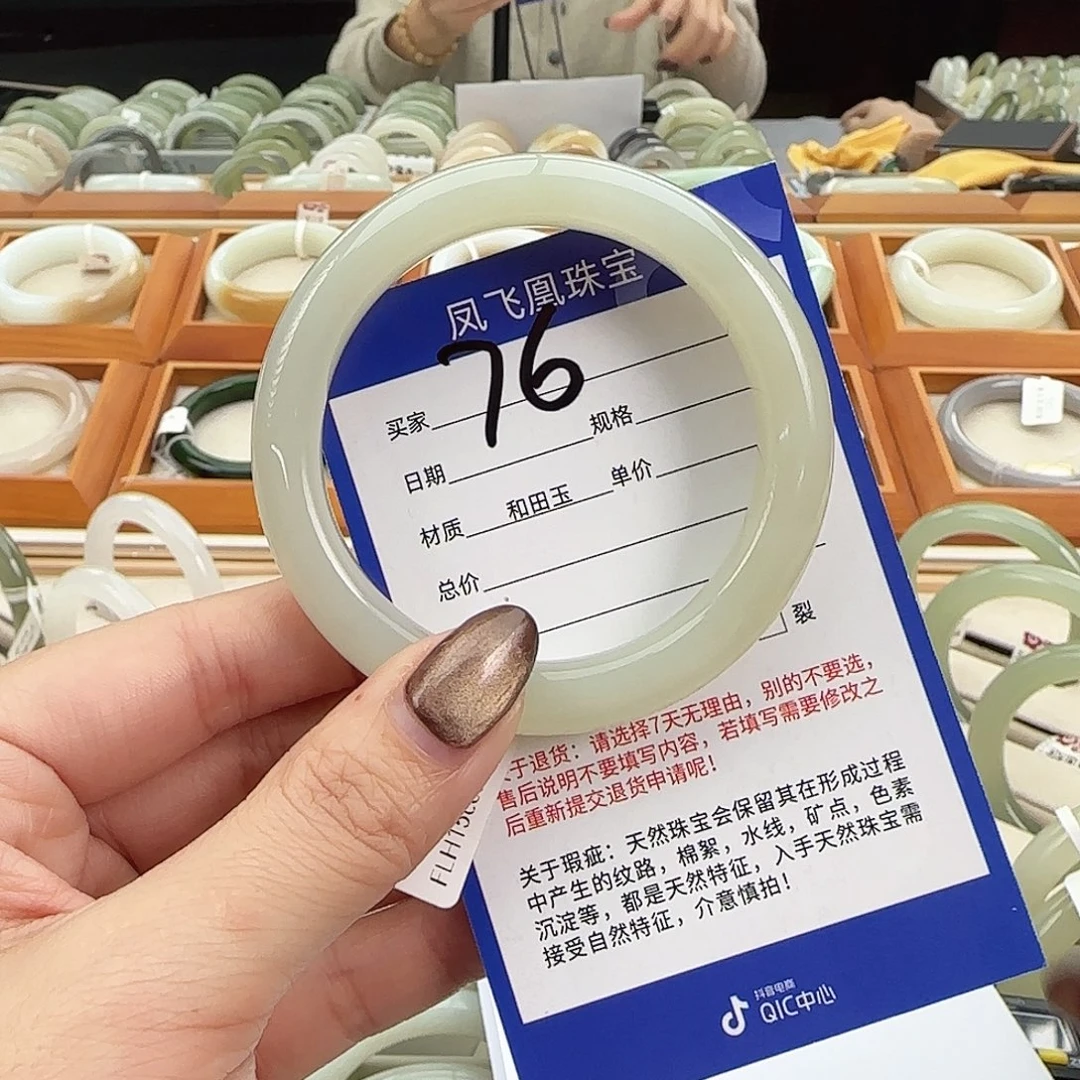 凤飞凰珠宝
76
买家
日期 规格
材质 和田玉 单价
总价
裂
于退货：请选择7天无理由，别的不要选，
售后说明不要填写内容，若填写需要修改之
后重新提交退货申请呢！
关于瑕疵：天然珠宝会保留其在形成过程
中产生的纹路，棉絮，水线，矿点，色素
沉淀等，都是天然特征，入手天然珠宝需
接受自然特征，介意慎拍！
抖音电商
QIC中心